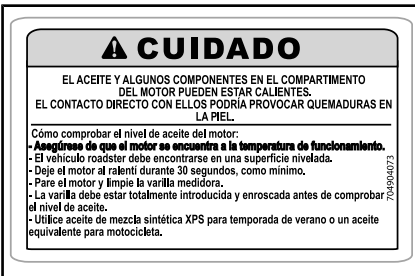 CUIDADO
EL ACEITE Y ALGUNOS COMPONENTES EN EL COMPARTIMENTO
DEL MOTOR PUEDEN ESTAR CALIENTES.
EL CONTACTO DIRECTO CON ELLOS PODRÍA PROVOCAR QUEMADURAS EN
LA PIEL.
Cómo comprobar el nivel de aceite del motor:
- Asegúrese de que el motor se encuentra a la temperatura de funcionamiento.
- El vehículo roadster debe encontrarse en una superficie nivelada.
- Deje el motor al ralentí durante 30 segundos, como mínimo.
- Pare el motor y limpie la varilla medidora.
- La varilla debe estar totalmente introducida y enroscada antes de comprobar
el nivel de aceite.
- Utilice aceite de mezcla sintética XPS para temporada de verano o un aceite
equivalente para motocicleta.
704904073